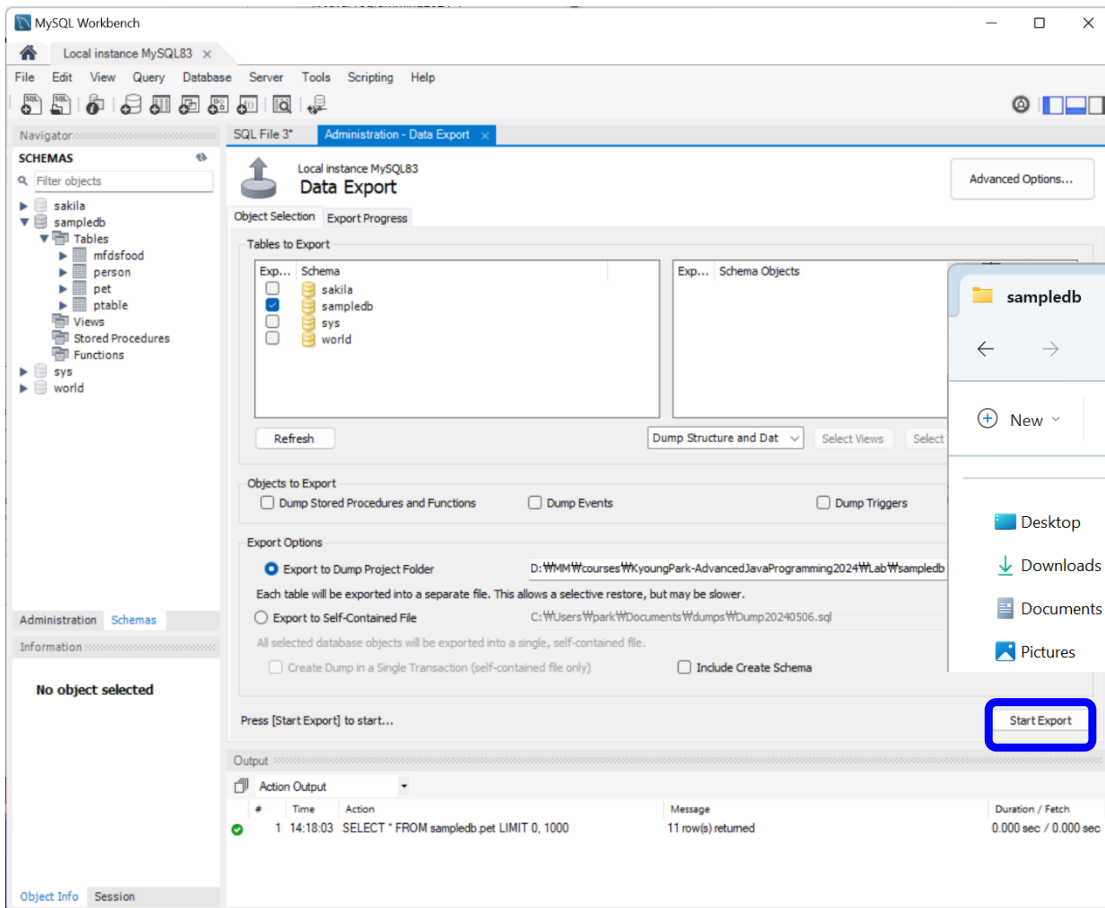 MySQL Workbench
Local instance MySQL83
File Edit View Query Database Server Tools Scripting Help
Navigator
SCHEMAS
Filter objects
sakila
sampledb
Tables
mfdsfood
person
pet
ptable
Views
Stored Procedures
Functions
sys
world
Administration Schemas
Information
No object selected
Object Info Session
SQL File 3* Administration - Data Export
Local instance MySQL83
Data Export
Advanced Options...
Object Selection Export Progress
Tables to Export
Exp... Schema
sakila
sampledb
sys
world
Exp... Schema Objects
Refresh
Dump Structure and Dat Select Views Select
Objects to Export
Dump Stored Procedures and Functions Dump Events Dump Triggers
Export Options
Export to Dump Project Folder D:₩MM₩courses₩KyoungPark-AdvancedJavaProgramming2024₩Lab₩sampledb
Each table will be exported into a separate file. This allows a selective restore, but may be slower.
Export to Self-Contained File C:₩Users₩park₩Documents₩dumps₩Dump20240506.sql
All selected database objects will be exported into a single, self-contained file.
Create Dump in a Single Transaction (self-contained file only) Include Create Schema
Press [Start Export] to start... Start Export
sampledb
New
Desktop
Downloads
Documents
Pictures
Output
Action Output
# Time Action Message Duration / Fetch
1 14:18:03 SELECT * FROM sampledb.pet LIMIT 0, 1000 11 row(s) returned 0.000 sec / 0.000 sec